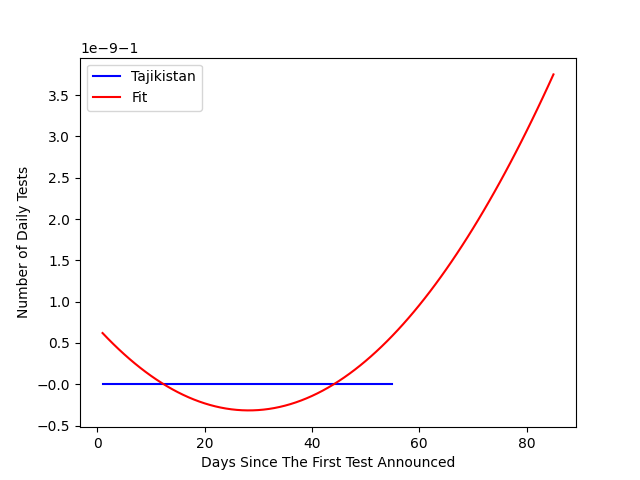 1e−9−1
Tajikistan
Fit
3.5
3.0
2.5
2.0
1.5
1.0
0.5
−0.0
−0.5
0 20 40 60 80
Number of Daily Tests
Days Since The First Test Announced